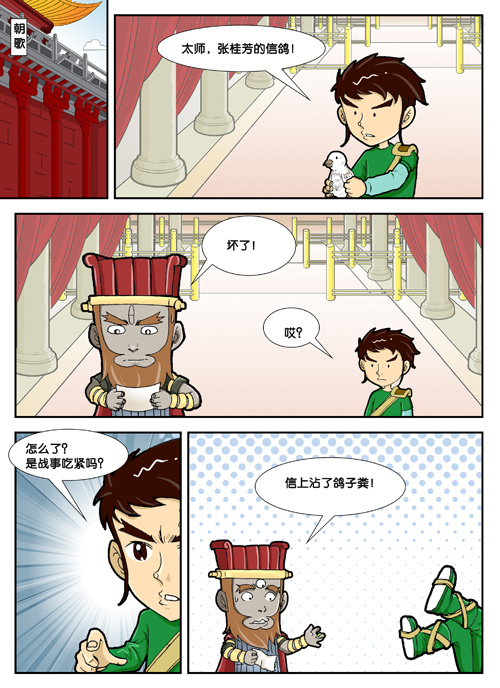 朝歌
太师，张桂芳的信鸽！
坏了！
哎？
怎么了？
是战事吃紧吗？
信上沾了鸽子粪！